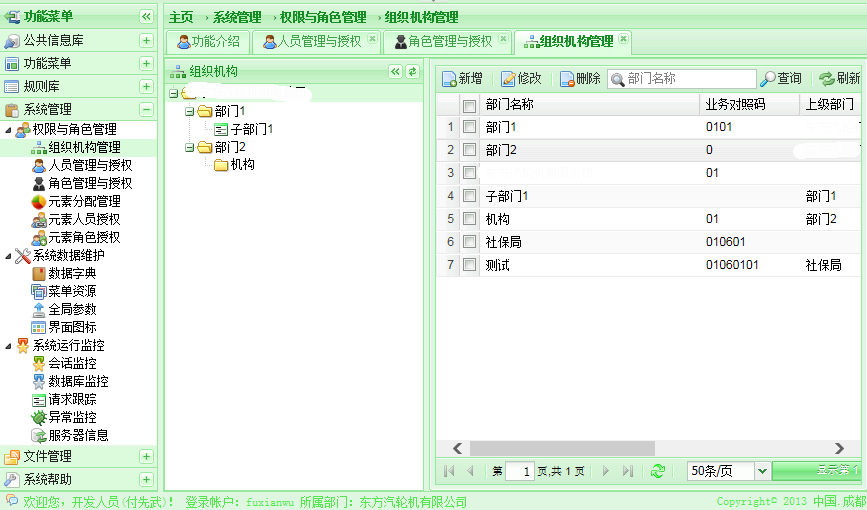 功能菜单
公共信息库
功能菜单
规则库
系统管理
权限与角色管理
组织机构管理
人员管理与授权
角色管理与授权
元素分配管理
元素人员授权
元素角色授权
系统数据维护
数据字典
菜单资源
全局参数
界面图标
系统运行监控
会话监控
数据库监控
请求跟踪
异常监控
服务器信息
文件管理
系统帮助
主页 系统管理 权限与角色管理 组织机构管理
功能介绍 人员管理与授权 角色管理与授权 组织机构管理
组织机构
部门1
子部门1
部门2
机构
新增 修改 删除 部门名称 查询 刷新
部门名称 业务对照码 上级部门
1 部门1 0101
2 部门2 0
3 01
4 子部门1 部门1
5 机构 01 部门2
6 社保局 010601
7 测试 01060101 社保局
第 1 页,共 1 页 50条/页 显示第 1
欢迎您，开发人员(付先武)! 登录帐户: fuxianwu 所属部门: 东方汽轮机有限公司 Copyright© 2013 中国.成都